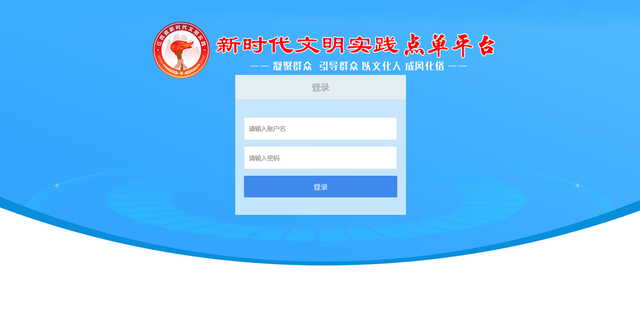 新时代文明实践点单平台
—— 凝聚群众 引导群众 以文化人 成风化俗 ——
登录
请输入账户名
请输入密码
登录